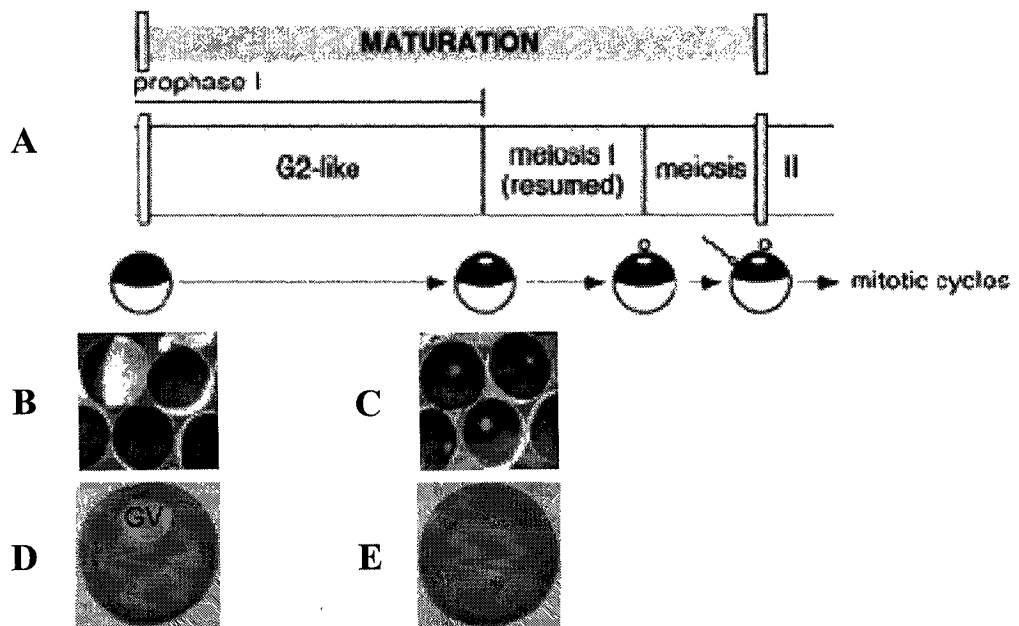 MATURATION
prophase I
A
G2-like
meiosis I
(resumed)
meiosis II
mitotic cycles
B
C
GV
D
E